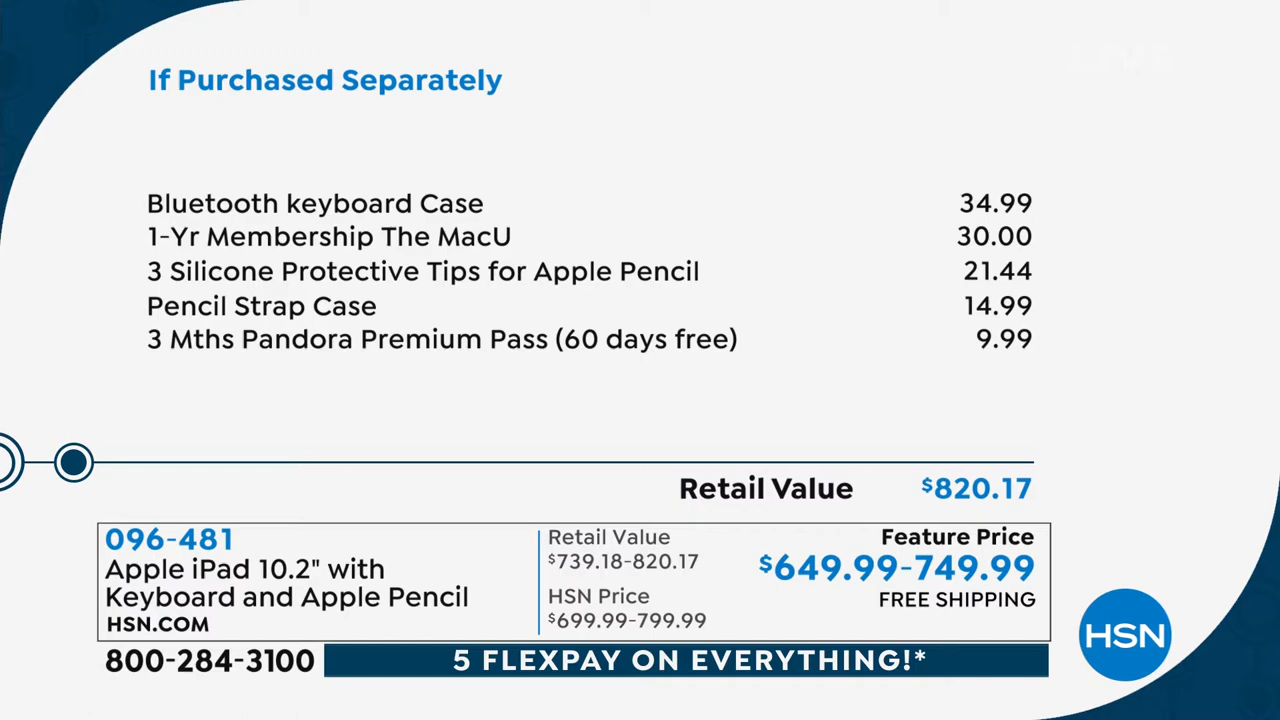 If Purchased Separately
Bluetooth keyboard Case 34.99
1-Yr Membership The MacU 30.00
3 Silicone Protective Tips for Apple Pencil 21.44
Pencil Strap Case 14.99
3 Mths Pandora Premium Pass (60 days free) 9.99
Retail Value $820.17
096-481
Apple iPad 10.2" with
Keyboard and Apple Pencil
HSN.COM
Retail Value
$739.18-820.17
HSN Price
$699.99-799.99
Feature Price
$649.99-749.99
FREE SHIPPING
HSN
800-284-3100
5 FLEXPAY ON EVERYTHING!*